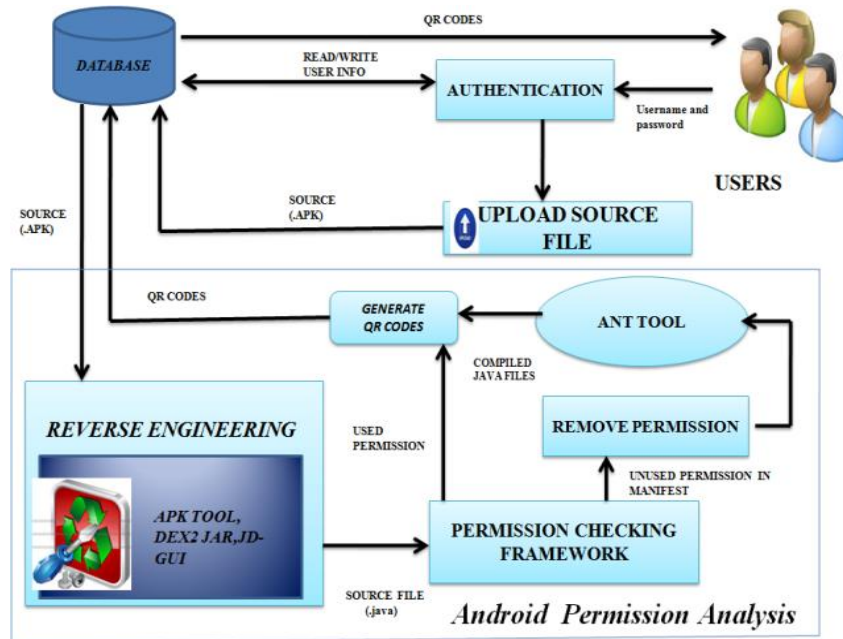 QR CODES
DATABASE
READ/WRITE
USER INFO
AUTHENTICATION
Username and
password
USERS
SOURCE
(.APK)
SOURCE
(.APK)
UPLOAD SOURCE
FILE
QR CODES
GENERATE
QR CODES
ANT TOOL
COMPILED
JAVA FILES
REVERSE ENGINEERING
USED
PERMISSION
REMOVE PERMISSION
UNUSED PERMISSION IN
MANIFEST
APK TOOL,
DEX2 JAR,JD-
GUI
PERMISSION CHECKING
FRAMEWORK
SOURCE FILE
(.java)
Android Permission Analysis